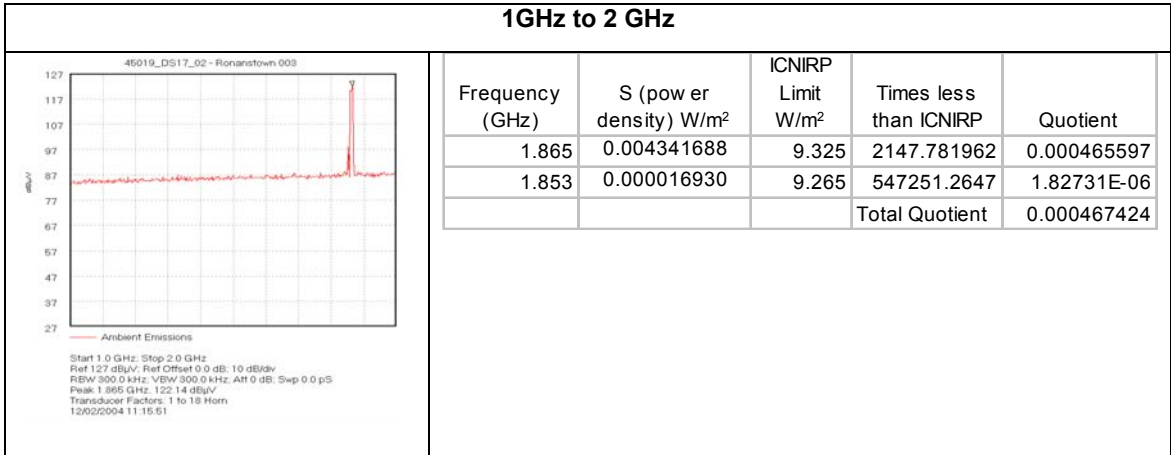 1GHz to 2 GHz
45019_DS17_02 - Ronanstown 003
127
117
107
97
87
77
67
57
47
37
27
dBµV
Ambient Emissions
Start 1.0 GHz; Stop 2.0 GHz
Ref 127 dBµV; Ref Offset 0.0 dB; 10 dB/div
RBW 300.0 kHz; VBW 300.0 kHz; Att 0 dB; Swp 0.0 pS
Peak 1.865 GHz, 122.14 dBµV
Transducer Factors: 1 to 18 Horn
12/02/2004 11:15:51
Frequency (GHz) S (pow er density) W/m² ICNIRP Limit W/m² Times less than ICNIRP Quotient
1.865 0.004341688 9.325 2147.781962 0.000465597
1.853 0.000016930 9.265 547251.2647 1.82731E-06
Total Quotient 0.000467424